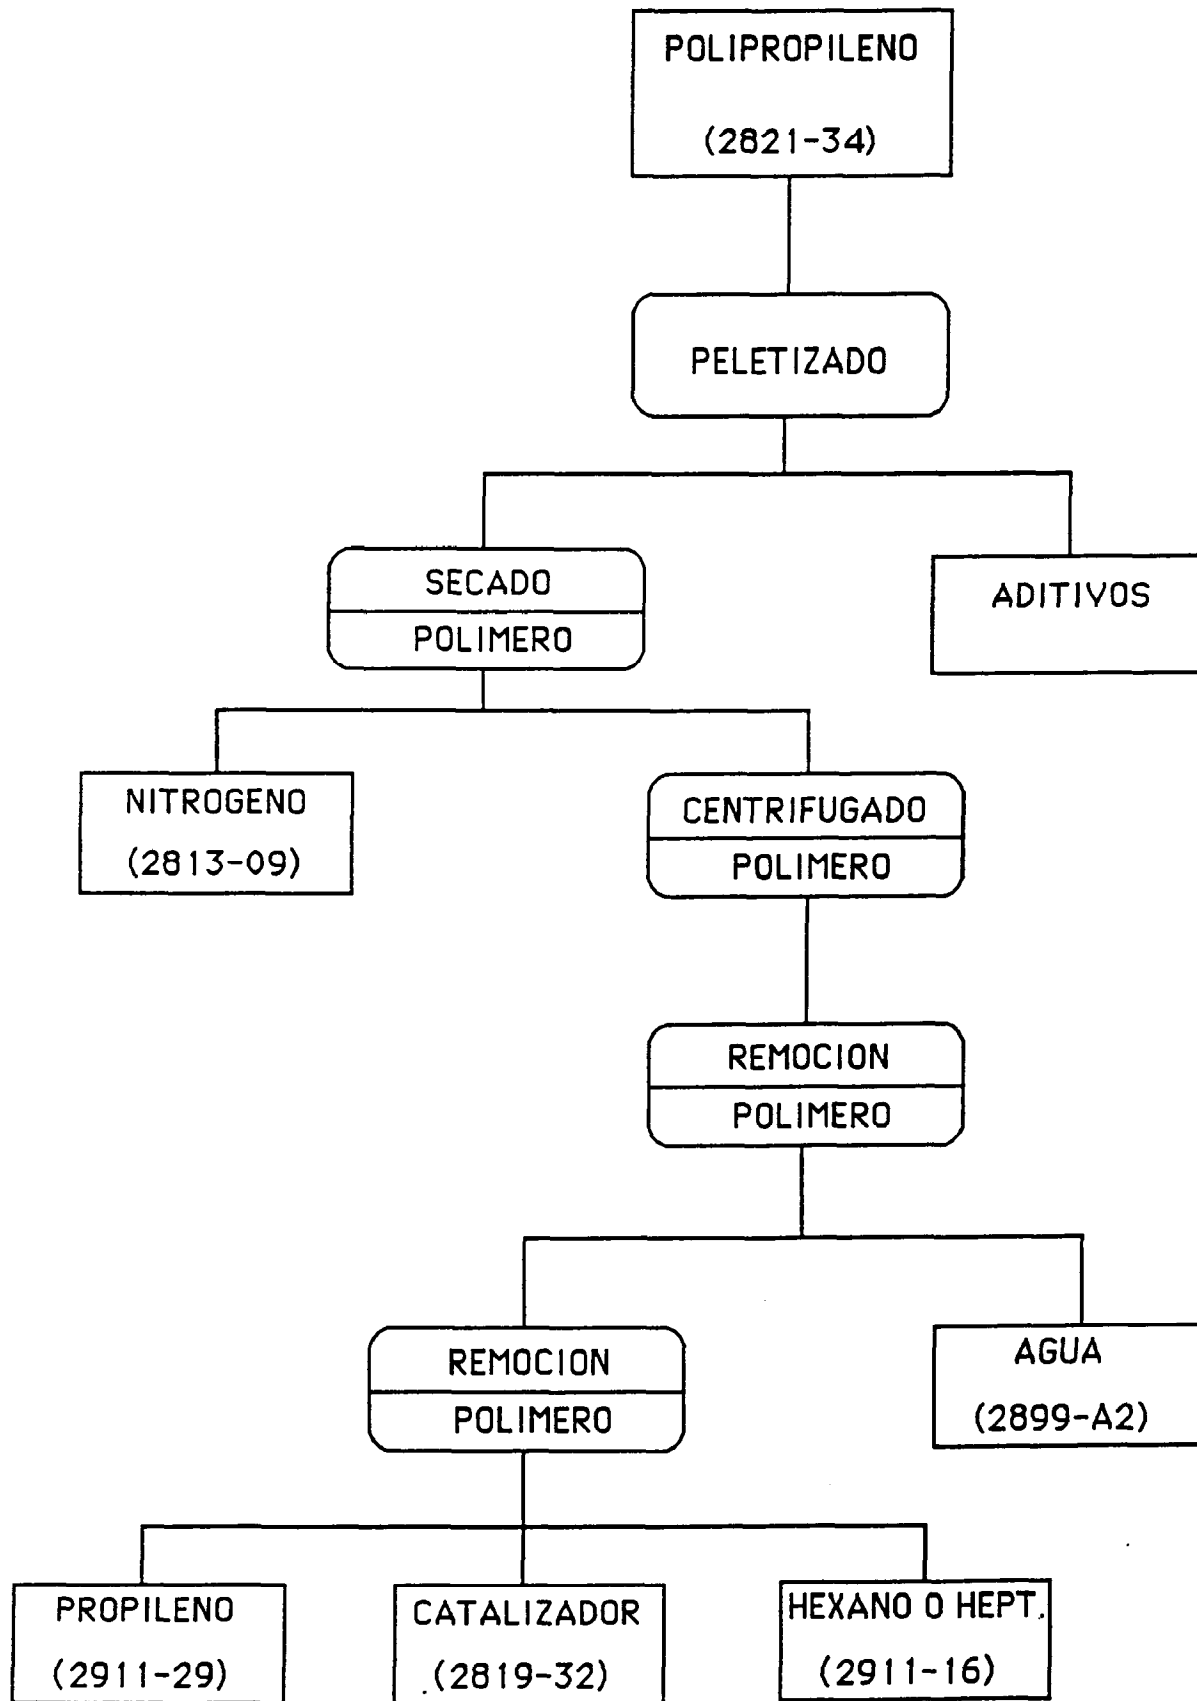 POLIPROPILENO
(2821-34)
PELETIZADO
SECADO
POLIMERO
ADITIVOS
NITROGENO
(2813-09)
CENTRIFUGADO
POLIMERO
REMOCION
POLIMERO
REMOCION
POLIMERO
AGUA
(2899-A2)
PROPILENO
(2911-29)
CATALIZADOR
(2819-32)
HEXANO O HEPT.
(2911-16)